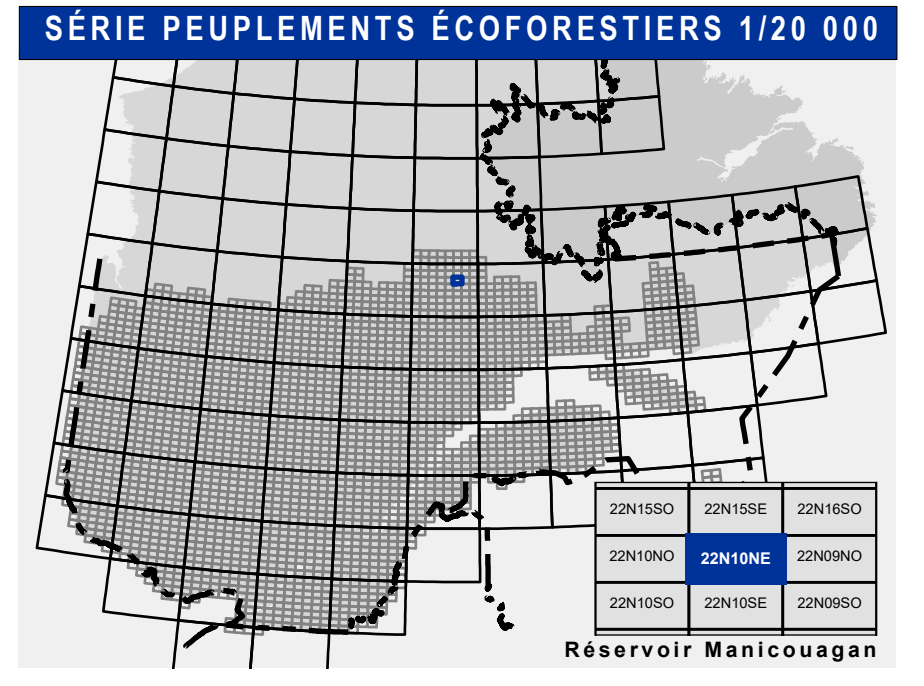 SÉRIE PEUPLEMENTS ÉCOFORESTIERS 1/20 000
22N15SO 22N15SE 22N16SO
22N10NO 22N10NE 22N09NO
22N10SO 22N10SE 22N09SO
Réservoir Manicouagan